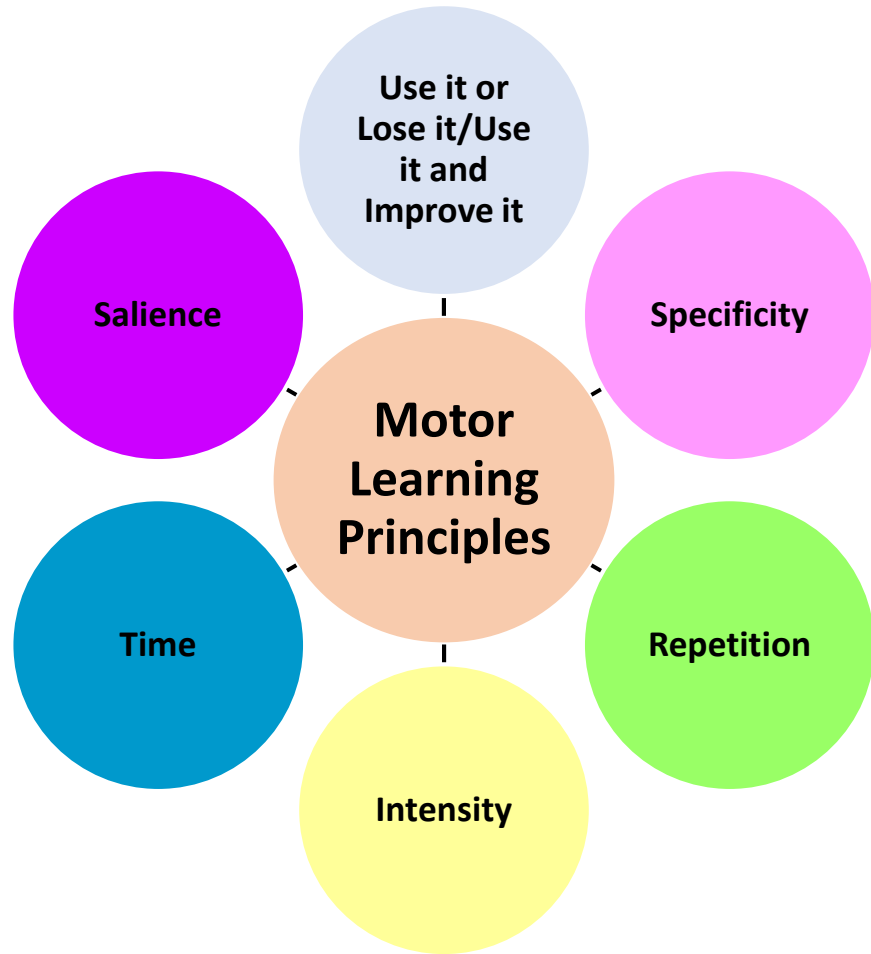 Use it or
Lose it/Use
it and
Improve it
Salience
Specificity
Motor
Learning
Principles
Time
Repetition
Intensity